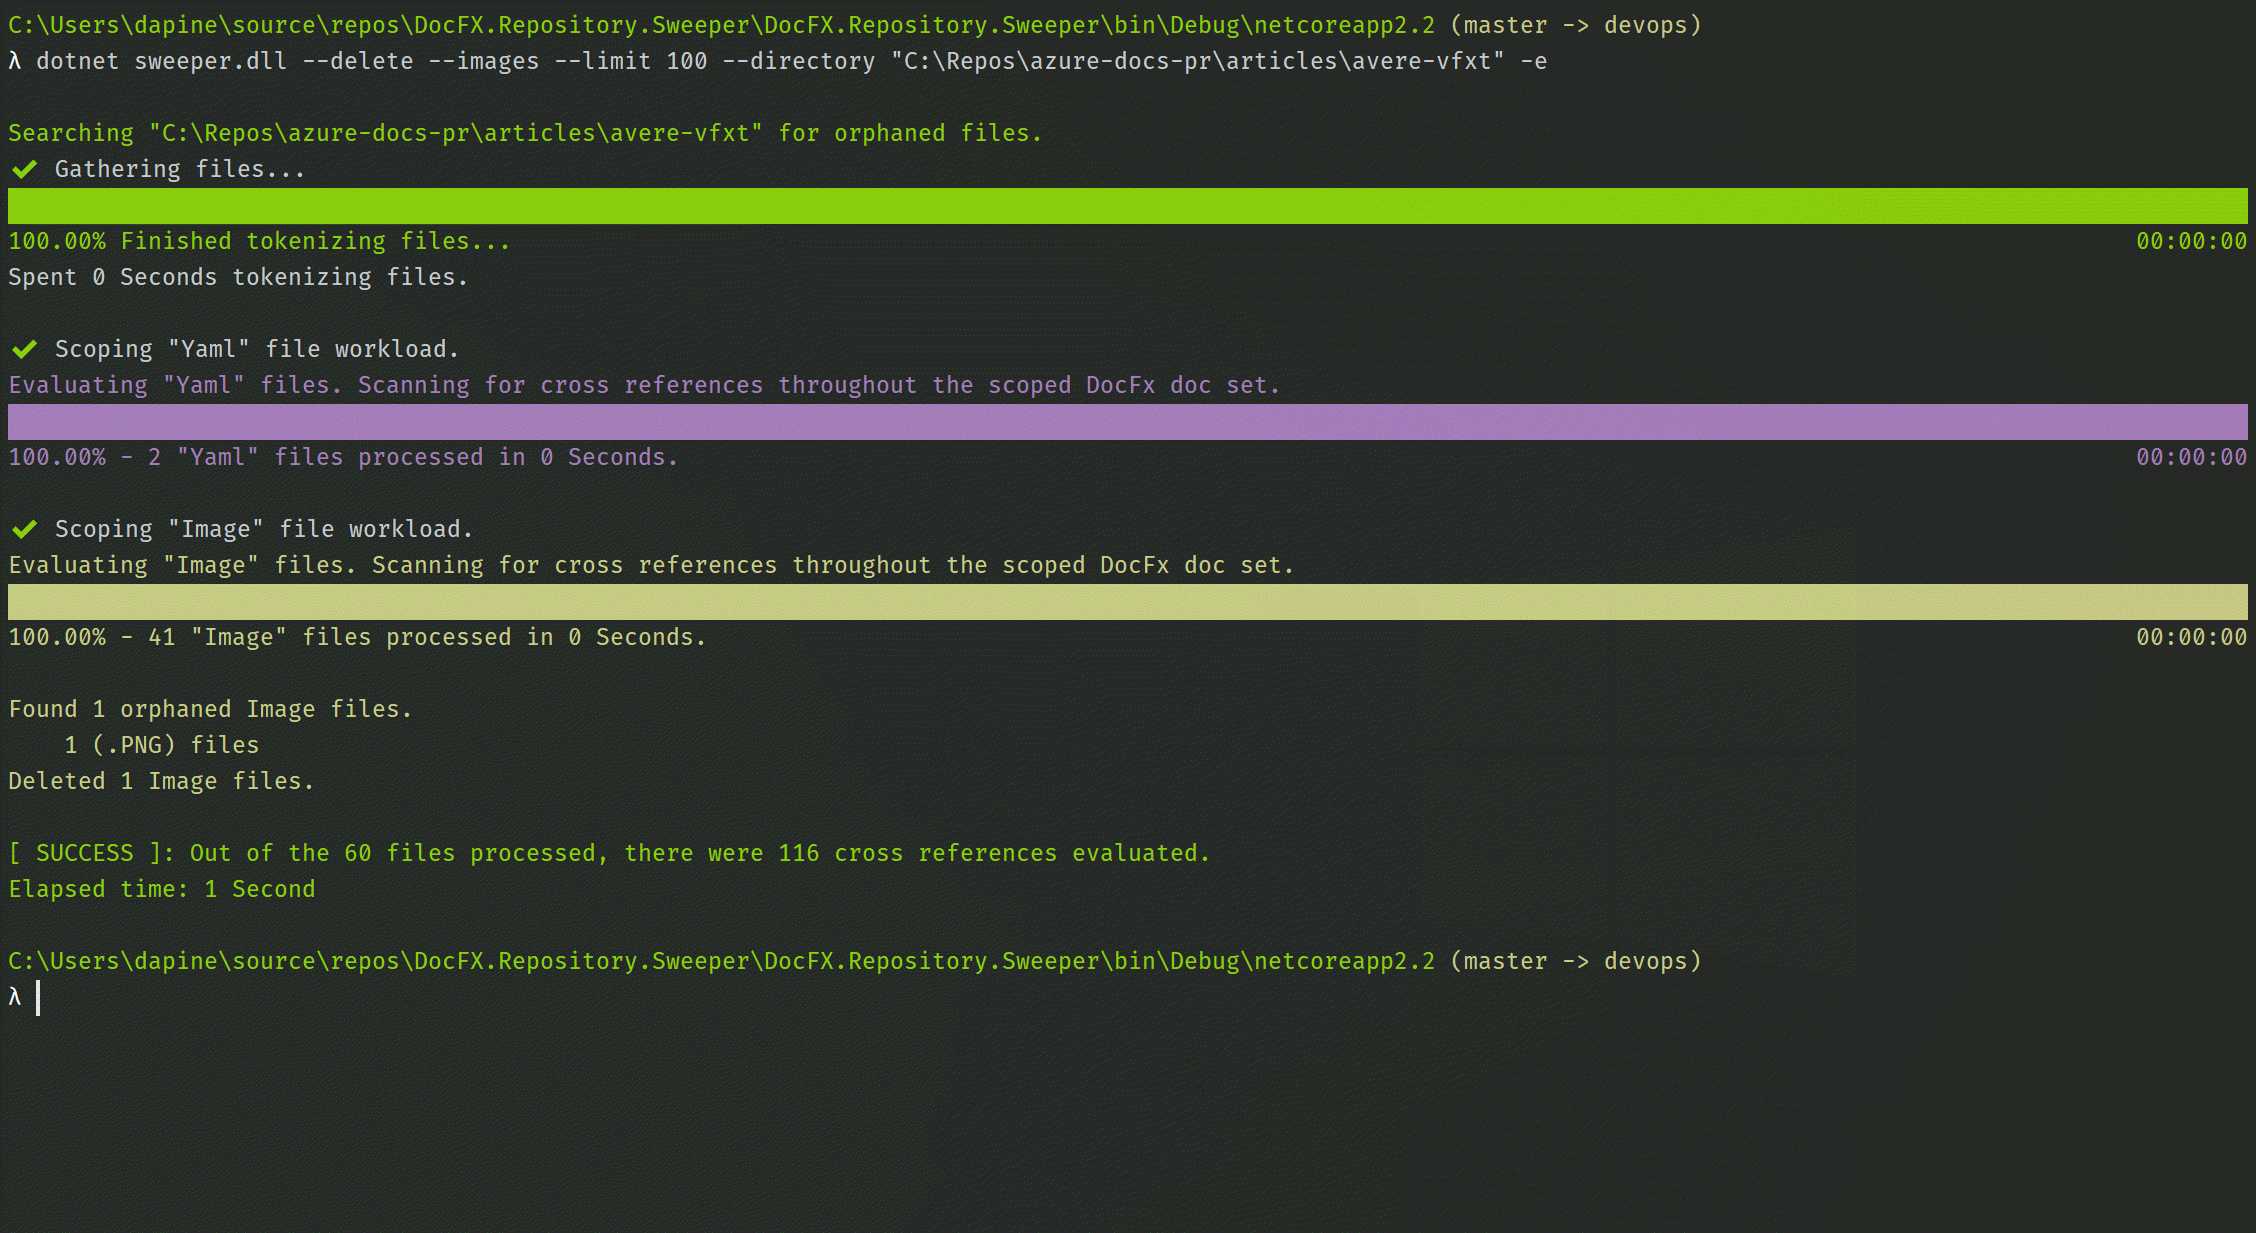 C:\Users\dapine\source\repos\DocFX.Repository.Sweeper\DocFX.Repository.Sweeper\bin\Debug\netcoreapp2.2 (master -> devops)
λ dotnet sweeper.dll --delete --images --limit 100 --directory "C:\Repos\azure-docs-pr\articles\avere-vfxt" -e
Searching "C:\Repos\azure-docs-pr\articles\avere-vfxt" for orphaned files.
✔ Gathering files...
100.00% Finished tokenizing files... 00:00:00
Spent 0 Seconds tokenizing files.
✔ Scoping "Yaml" file workload.
Evaluating "Yaml" files. Scanning for cross references throughout the scoped DocFx doc set.
100.00% - 2 "Yaml" files processed in 0 Seconds. 00:00:00
✔ Scoping "Image" file workload.
Evaluating "Image" files. Scanning for cross references throughout the scoped DocFx doc set.
100.00% - 41 "Image" files processed in 0 Seconds. 00:00:00
Found 1 orphaned Image files.
1 (.PNG) files
Deleted 1 Image files.
[ SUCCESS ]: Out of the 60 files processed, there were 116 cross references evaluated.
Elapsed time: 1 Second
C:\Users\dapine\source\repos\DocFX.Repository.Sweeper\DocFX.Repository.Sweeper\bin\Debug\netcoreapp2.2 (master -> devops)
λ